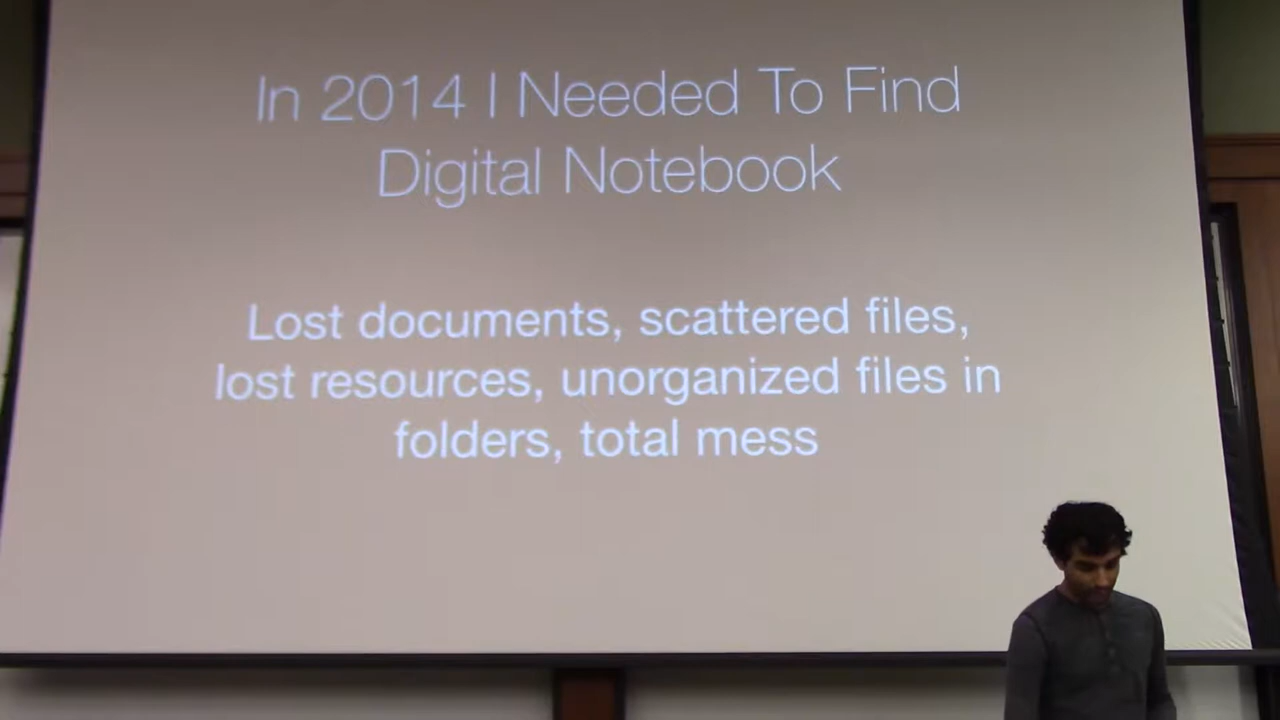 In 2014 I Needed To Find
Digital Notebook
Lost documents, scattered files,
lost resources, unorganized files in
folders, total mess